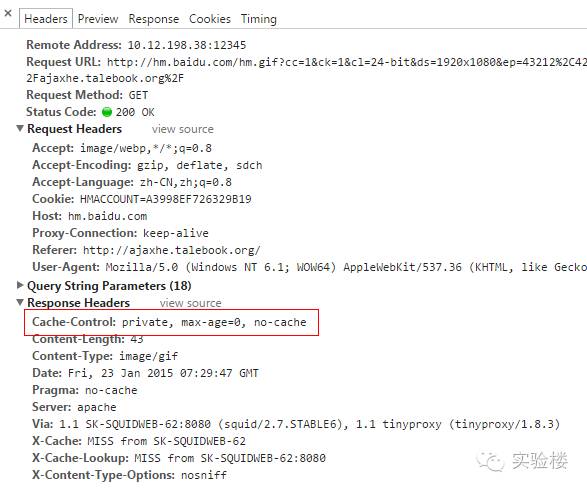 × Headers Preview Response Cookies Timing
Remote Address: 10.12.198.38:12345
Request URL: http://hm.baidu.com/hm.gif?cc=1&ck=1&cl=24-bit&ds=1920x1080&ep=43212%2C42
2Fajaxhe.talebook.org%2F
Request Method: GET
Status Code: 200 OK
▼Request Headers view source
Accept: image/webp,*/*;q=0.8
Accept-Encoding: gzip, deflate, sdch
Accept-Language: zh-CN,zh;q=0.8
Cookie: HMACCOUNT=A3998EF726329B19
Host: hm.baidu.com
Proxy-Connection: keep-alive
Referer: http://ajaxhe.talebook.org/
User-Agent: Mozilla/5.0 (Windows NT 6.1; WOW64) AppleWebKit/537.36 (KHTML, like Gecko
▶Query String Parameters (18)
▼Response Headers view source
Cache-Control: private, max-age=0, no-cache
Content-Length: 43
Content-Type: image/gif
Date: Fri, 23 Jan 2015 07:29:47 GMT
Pragma: no-cache
Server: apache
Via: 1.1 SK-SQUIDWEB-62:8080 (squid/2.7.STABLE6), 1.1 tinyproxy (tinyproxy/1.8.3)
X-Cache: MISS from SK-SQUIDWEB-62
X-Cache-Lookup: MISS from SK-SQUIDWEB-62:8080
X-Content-Type-Options: nosniff
实验楼